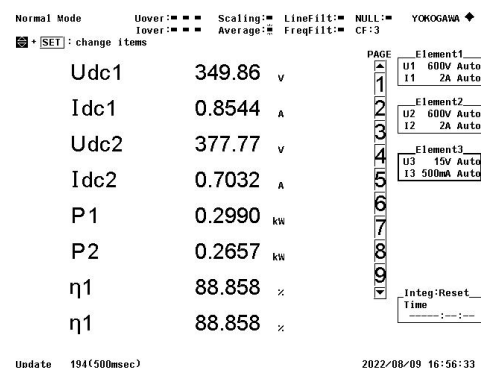 Normal Mode Uover: Scaling: LineFilt: NULL: YOKOGAWA
Iover: Average: FreqFilt: CF:3
+ SET : change items
PAGE
Udc1 349.86 V
Idc1 0.8544 A
Udc2 377.77 V
Idc2 0.7032 A
P1 0.2990 kW
P2 0.2657 kW
η1 88.858 %
η1 88.858 %
1
2
3
4
5
6
7
8
9
Element1
U1 600V Auto
I1 2A Auto
Element2
U2 600V Auto
I2 2A Auto
Element3
U3 15V Auto
I3 500mA Auto
Integ:Reset
Time
-----:--:--
Update 194(500msec) 2022/08/09 16:56:33